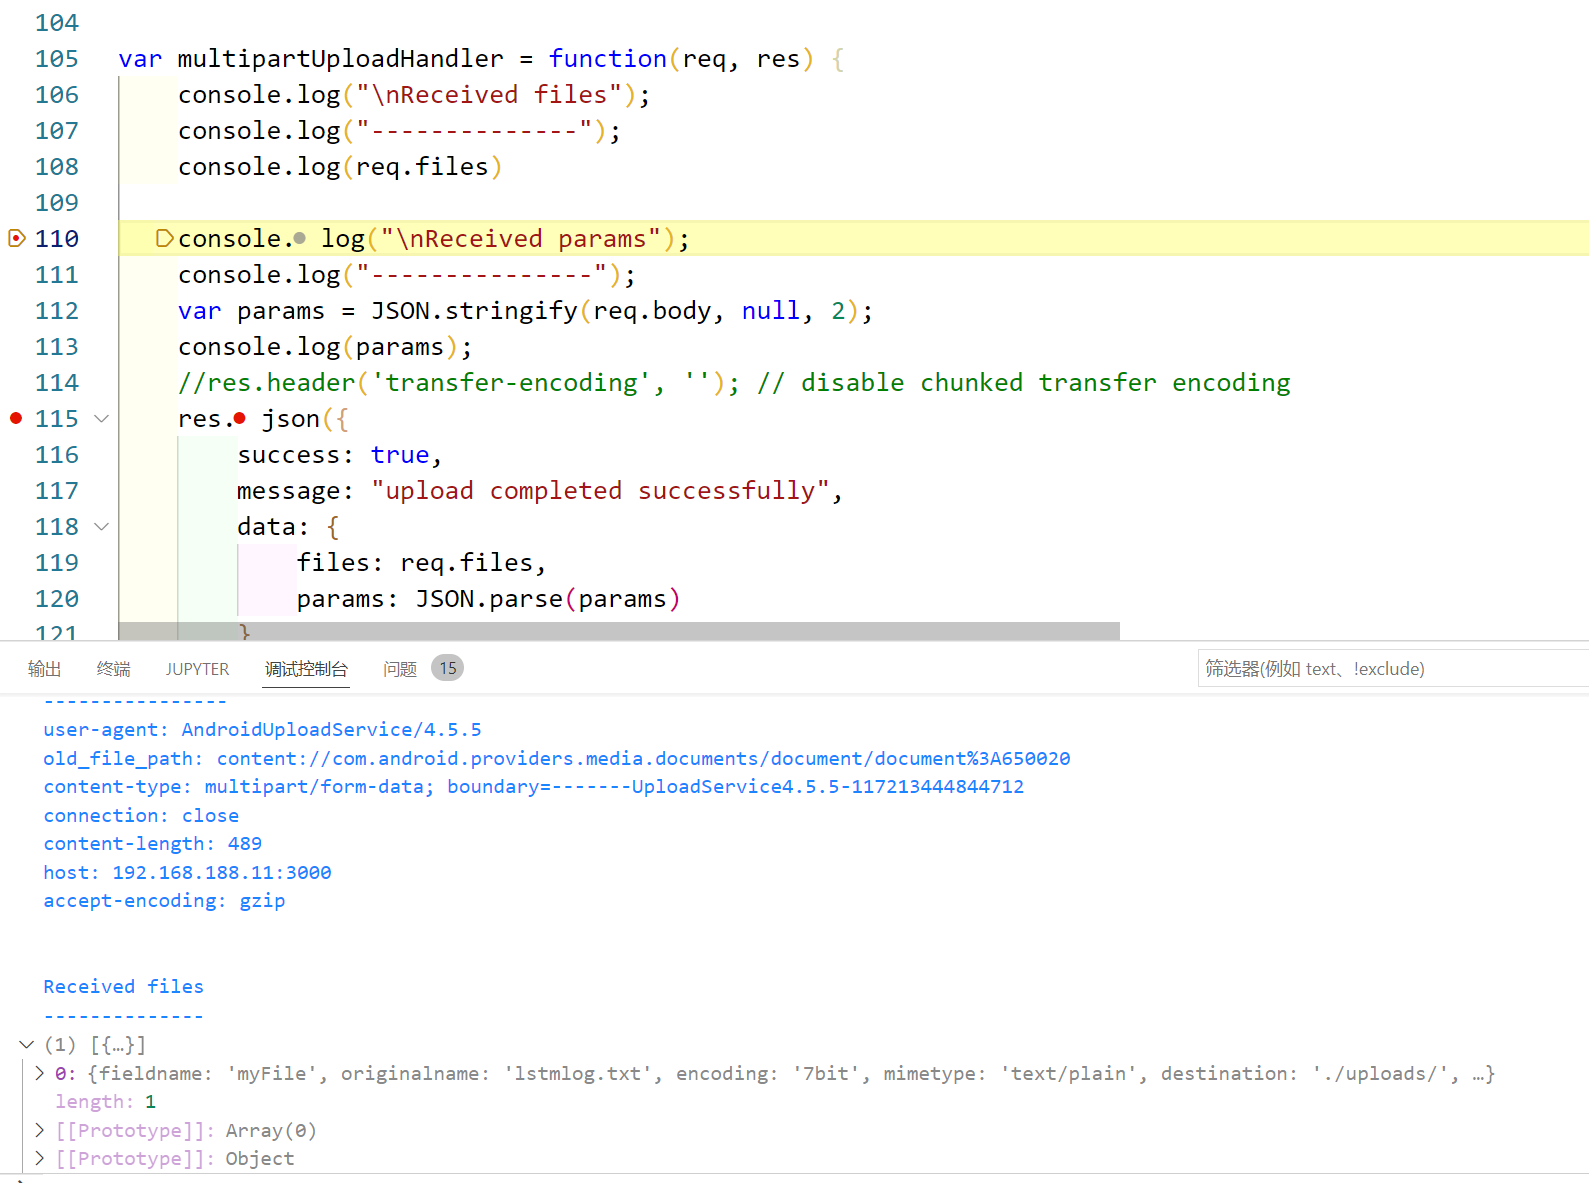 104
105 var multipartUploadHandler = function(req, res) {
106 console.log("\nReceived files");
107 console.log("--------------");
108 console.log(req.files)
109
110 console. log("\nReceived params");
111 console.log("---------------");
112 var params = JSON.stringify(req.body, null, 2);
113 console.log(params);
114 //res.header('transfer-encoding', ''); // disable chunked transfer encoding
115 res. json({
116 success: true,
117 message: "upload completed successfully",
118 data: {
119 files: req.files,
120 params: JSON.parse(params)
121 }
输出 终端 JUPYTER 调试控制台 问题 15 筛选器(例如 text、!exclude)
----------------
user-agent: AndroidUploadService/4.5.5
old_file_path: content://com.android.providers.media.documents/document/document%3A650020
content-type: multipart/form-data; boundary=-------UploadService4.5.5-117213444844712
connection: close
content-length: 489
host: 192.168.188.11:3000
accept-encoding: gzip
Received files
--------------
(1) [{…}]
0: {fieldname: 'myFile', originalname: 'lstmlog.txt', encoding: '7bit', mimetype: 'text/plain', destination: './uploads/', …}
length: 1
[[Prototype]]: Array(0)
[[Prototype]]: Object